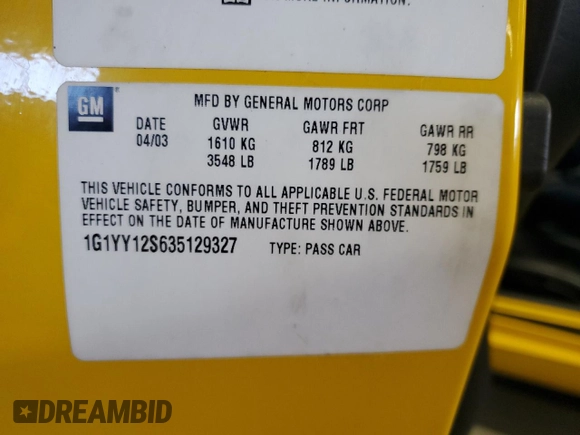 INFORMATION.
GM
MFD BY GENERAL MOTORS CORP
DATE GVWR GAWR FRT GAWR RR
04/03 1610 KG 812 KG 798 KG
3548 LB 1789 LB 1759 LB
THIS VEHICLE CONFORMS TO ALL APPLICABLE U.S. FEDERAL MOTOR
VEHICLE SAFETY, BUMPER, AND THEFT PREVENTION STANDARDS IN
EFFECT ON THE DATE OF MANUFACTURE SHOWN ABOVE.
1G1YY12S635129327 TYPE: PASS CAR
DREAMBID